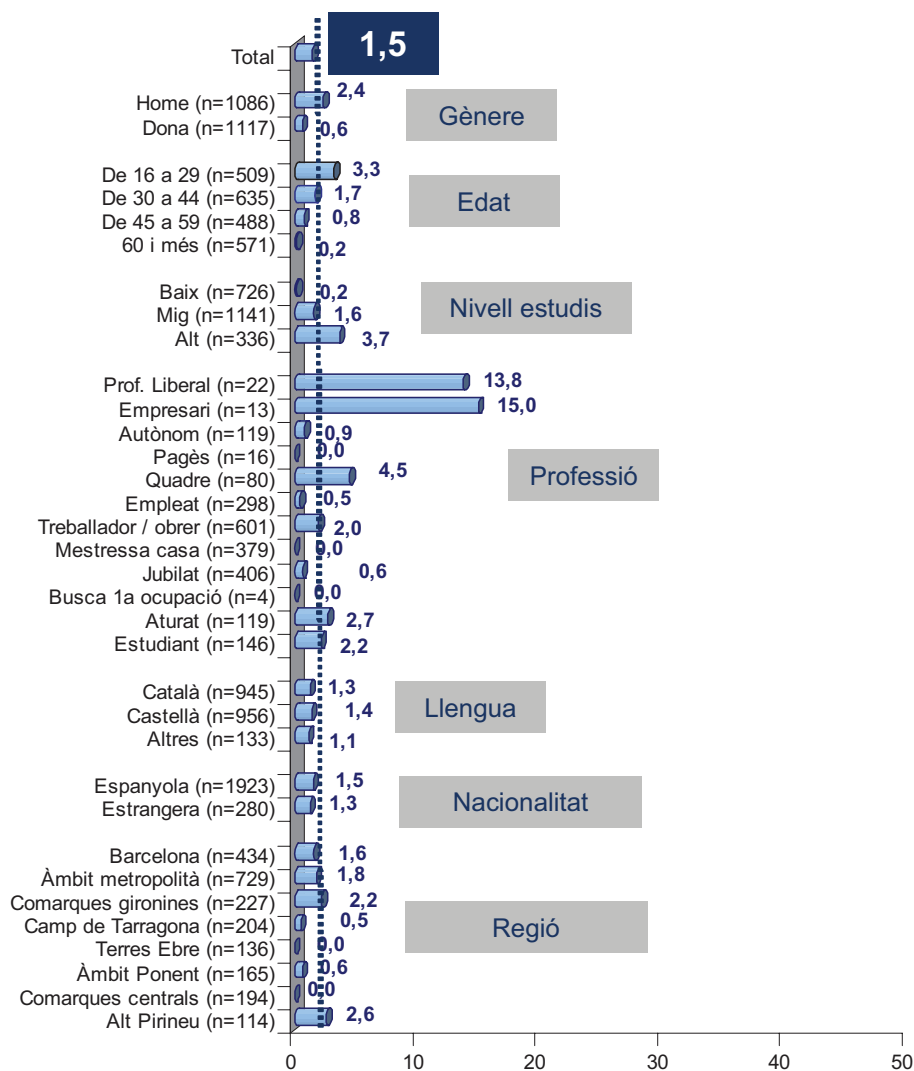 Total 1,5
Home (n=1086) 2,4
Dona (n=1117) 0,6
Gènere
De 16 a 29 (n=509) 3,3
De 30 a 44 (n=635) 1,7
De 45 a 59 (n=488) 0,8
60 i més (n=571) 0,2
Edat
Baix (n=726) 0,2
Mig (n=1141) 1,6
Alt (n=336) 3,7
Nivell estudis
Prof. Liberal (n=22) 13,8
Empresari (n=13) 15,0
Autònom (n=119) 0,9
Pagès (n=16) 0,0
Quadre (n=80) 4,5
Empleat (n=298) 0,5
Treballador / obrer (n=601) 2,0
Mestressa casa (n=379) 0,0
Jubilat (n=406) 0,6
Busca 1a ocupació (n=4) 0,0
Aturat (n=119) 2,7
Estudiant (n=146) 2,2
Professió
Català (n=945) 1,3
Castellà (n=956) 1,4
Altres (n=133) 1,1
Llengua
Espanyola (n=1923) 1,5
Estrangera (n=280) 1,3
Nacionalitat
Barcelona (n=434) 1,6
Àmbit metropolità (n=729) 1,8
Comarques gironines (n=227) 2,2
Camp de Tarragona (n=204) 0,5
Terres Ebre (n=136) 0,0
Àmbit Ponent (n=165) 0,6
Comarques centrals (n=194) 0,0
Alt Pirineu (n=114) 2,6
Regió
0 10 20 30 40 50